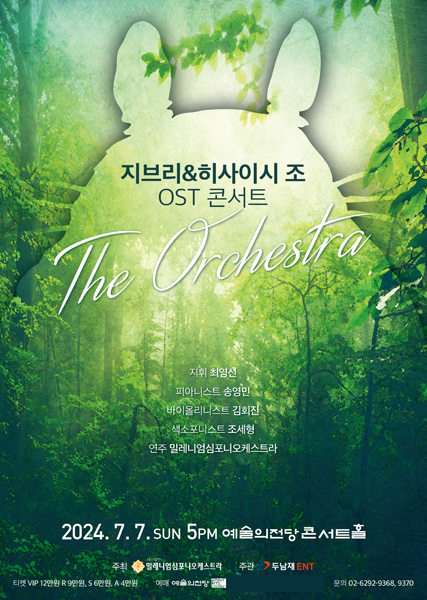 지브리&히사이시 조
OST 콘서트
The Orchestra
지휘 최영선
피아니스트 송영민
바이올리니스트 김희진
색소포니스트 조세형
연주 밀레니엄심포니오케스트라
2024. 7. 7. SUN 5PM 예술의전당 콘서트홀
주최 밀레니엄심포니오케스트라 주관 두남재 ENT
티켓 VIP 12만원 R 9만원, S 6만원, A 4만원 예매 예술의전당 문의 02-6292-9368, 9370